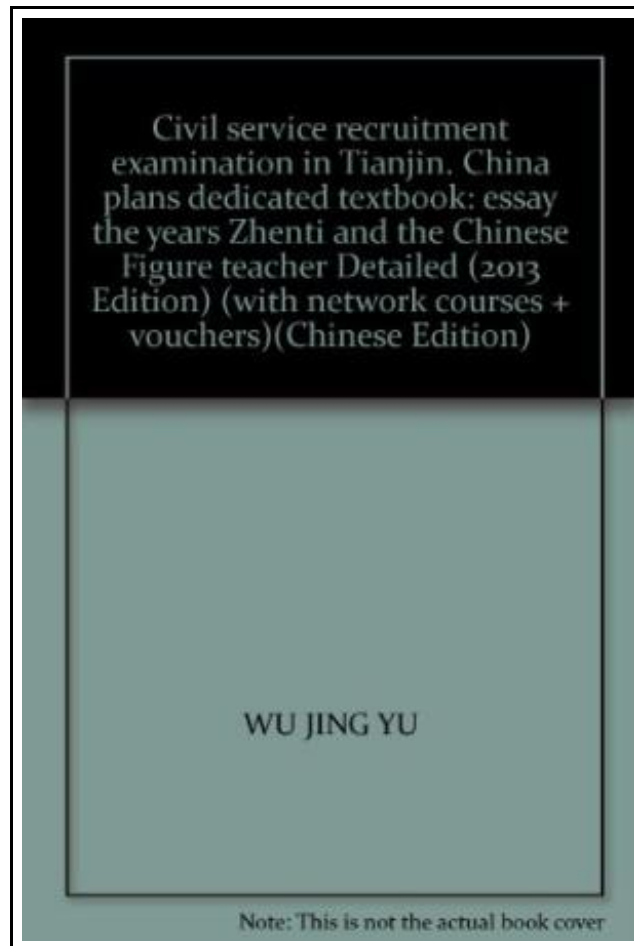 Civil service recruitment
examination in Tianjin. China
plans dedicated textbook: essay
the years Zhenti and the Chinese
Figure teacher Detailed (2013
Edition) (with network courses +
vouchers)(Chinese Edition)
WU JING YU
Note: This is not the actual book cover